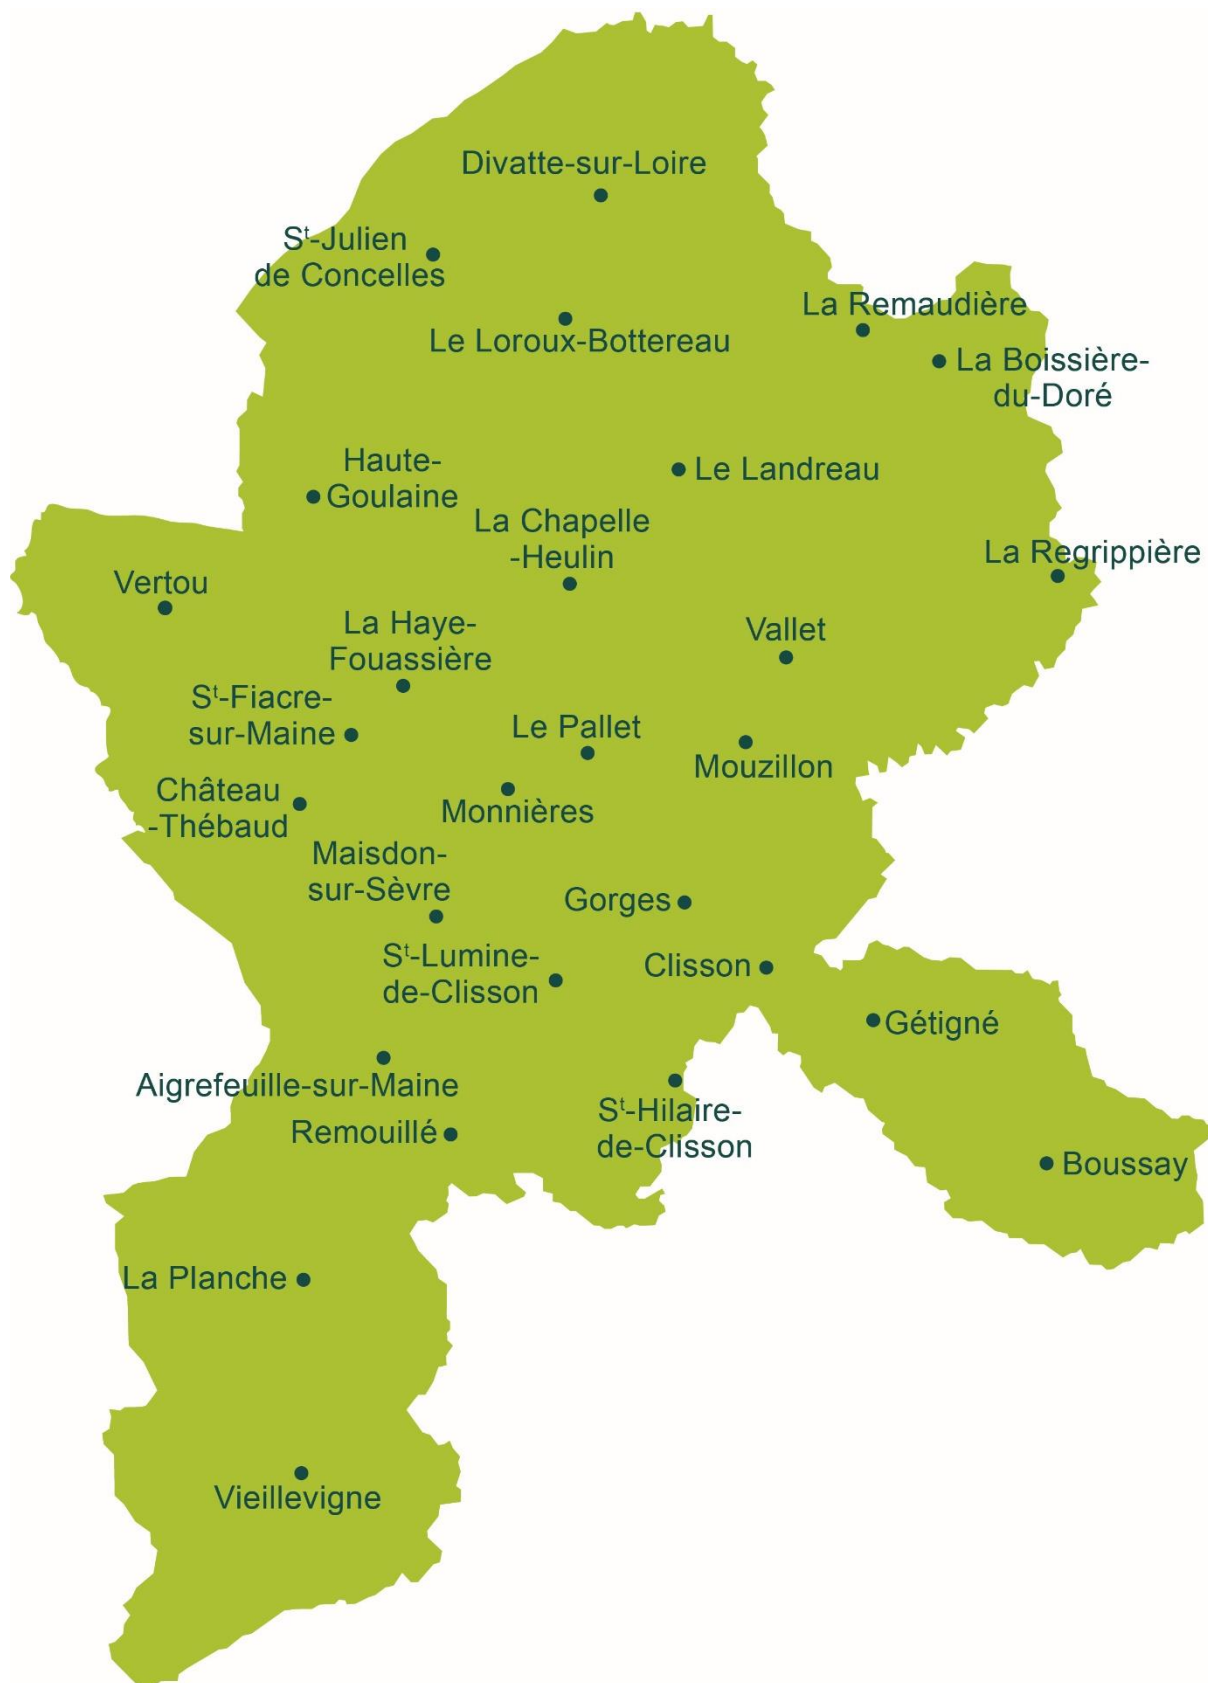 Divatte-sur-Loire
Sᵗ-Julien
de Concelles
La Remaudière
Le Loroux-Bottereau
La Boissière-
du-Doré
Haute-
Goulaine
Le Landreau
La Chapelle
-Heulin
La Regrippière
Vertou
La Haye-
Fouassière
Vallet
Sᵗ-Fiacre-
sur-Maine
Le Pallet
Mouzillon
Château
-Thébaud
Monnières
Maisdon-
sur-Sèvre
Gorges
Sᵗ-Lumine-
de-Clisson
Clisson
Gétigné
Aigrefeuille-sur-Maine
Sᵗ-Hilaire-
de-Clisson
Remouillé
Boussay
La Planche
Vieillevigne